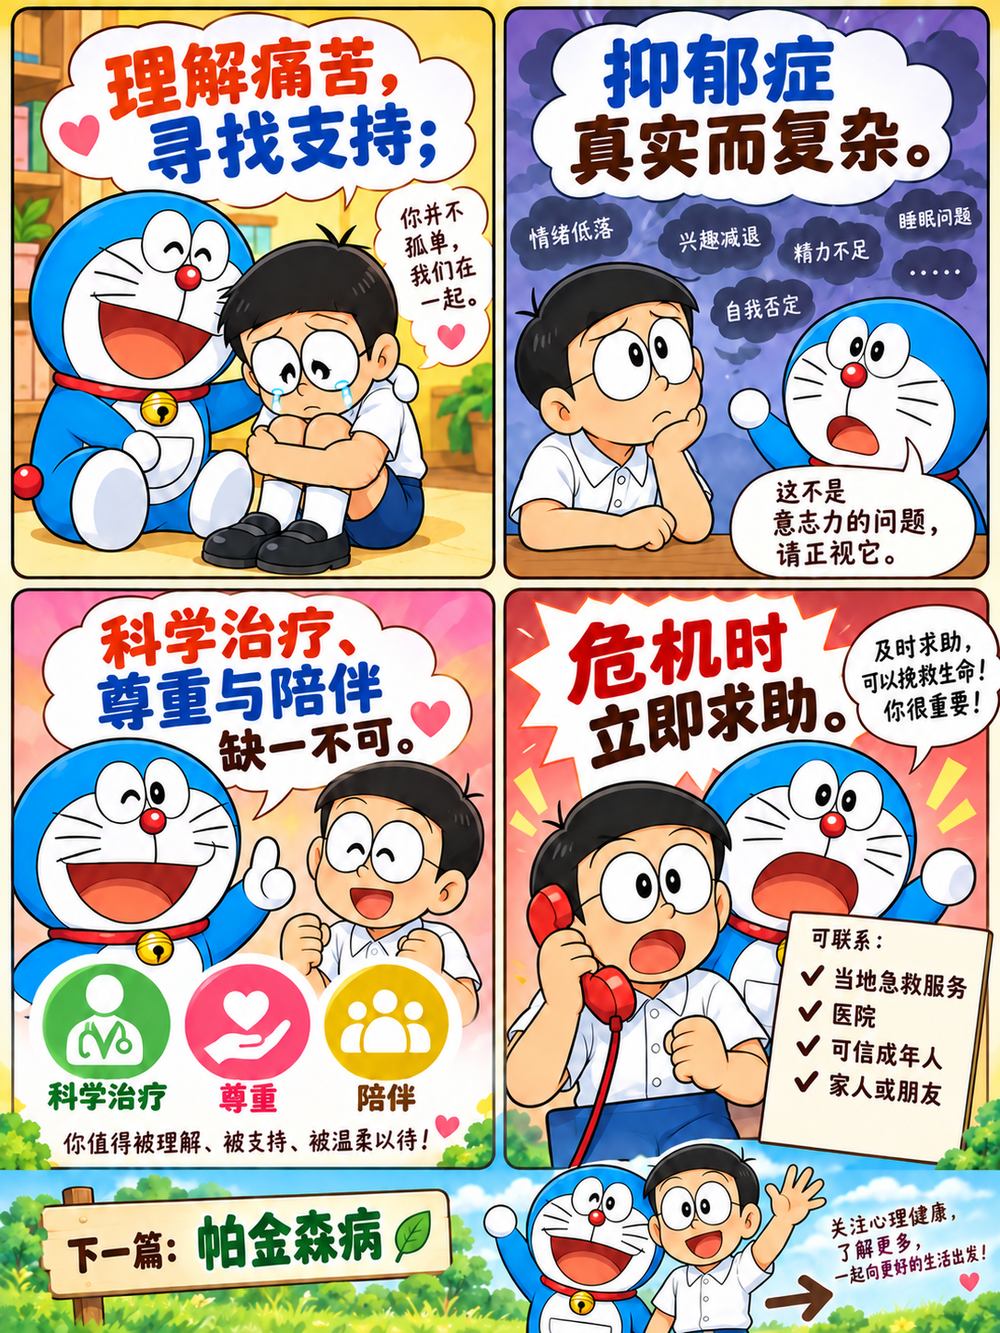 理解痛苦，
寻找支持；
你并不
孤单，
我们在
一起。
抑郁症
真实而复杂。
情绪低落
兴趣减退
精力不足
睡眠问题
……
自我否定
这不是
意志力的问题，
请正视它。
科学治疗、
尊重与陪伴
缺一不可。
科学治疗
尊重
陪伴
你值得被理解、被支持、被温柔以待！
危机时
立即求助。
及时求助，
可以挽救生命！
你很重要！
可联系：
✓ 当地急救服务
✓ 医院
✓ 可信成年人
✓ 家人或朋友
下一篇：帕金森病
关注心理健康，
了解更多，
一起向更好的生活出发！